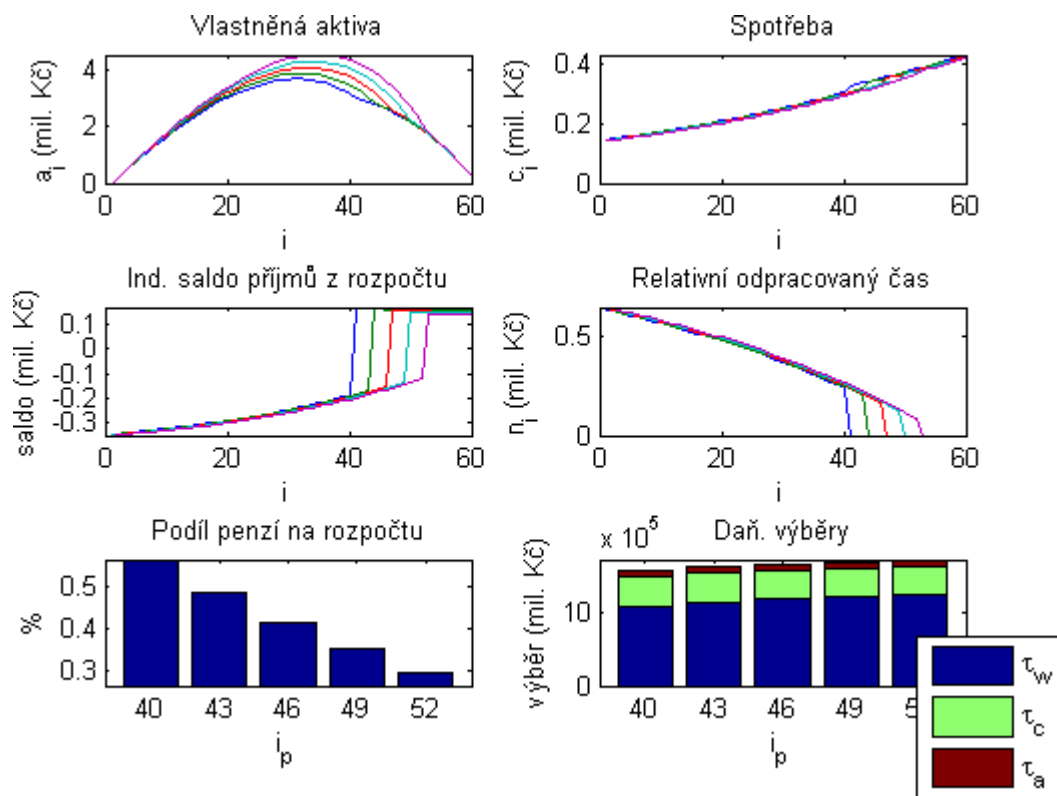 Vlastněná aktiva
a_i (mil. Kč)
4
2
0
0 20 40 60
i
Spotřeba
c_i (mil. Kč)
0.4
0.2
0
0 20 40 60
i
Ind. saldo příjmů z rozpočtu
saldo (mil. Kč)
0.1
0
-0.1
-0.2
-0.3
0 20 40 60
i
Relativní odpracovaný čas
n_i (mil. Kč)
0.5
0
0 20 40 60
i
Podíl penzí na rozpočtu
%
0.5
0.4
0.3
40 43 46 49 52
i_p
x 10^5
Daň. výběry
výběr (mil. Kč)
10
0
40 43 46 49 5
i_p
τ_w
τ_c
τ_a